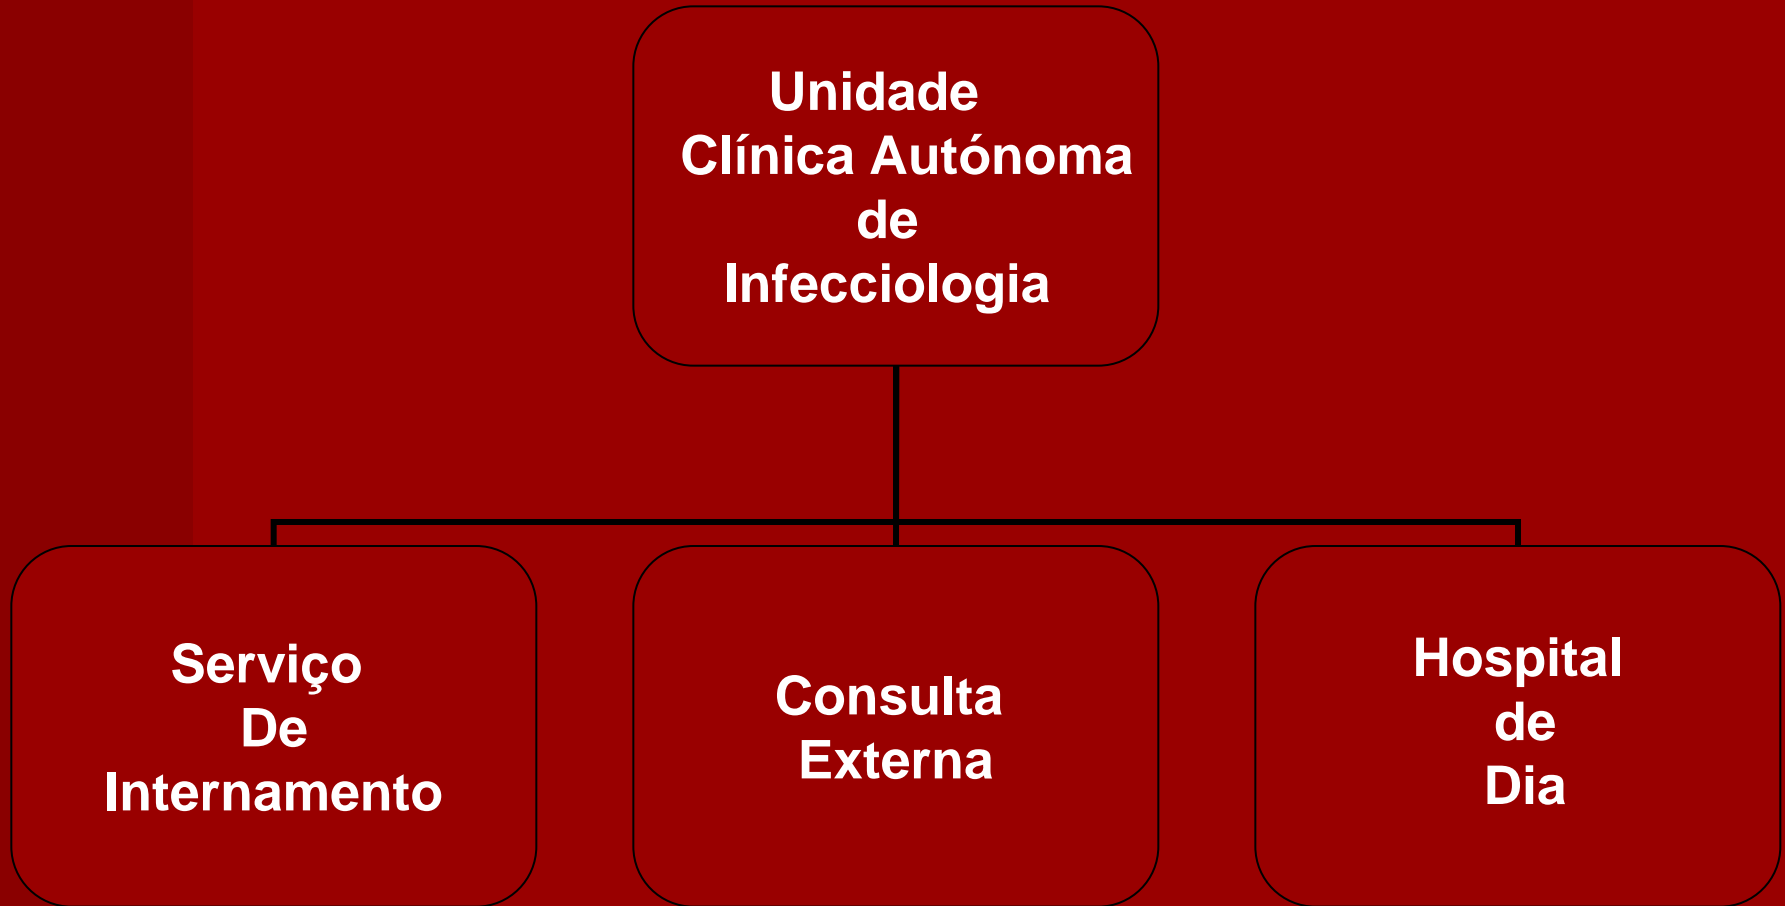 Unidade
Clínica Autónoma
de
Infecciologia
Serviço
De
Internamento
Consulta
Externa
Hospital
de
Dia